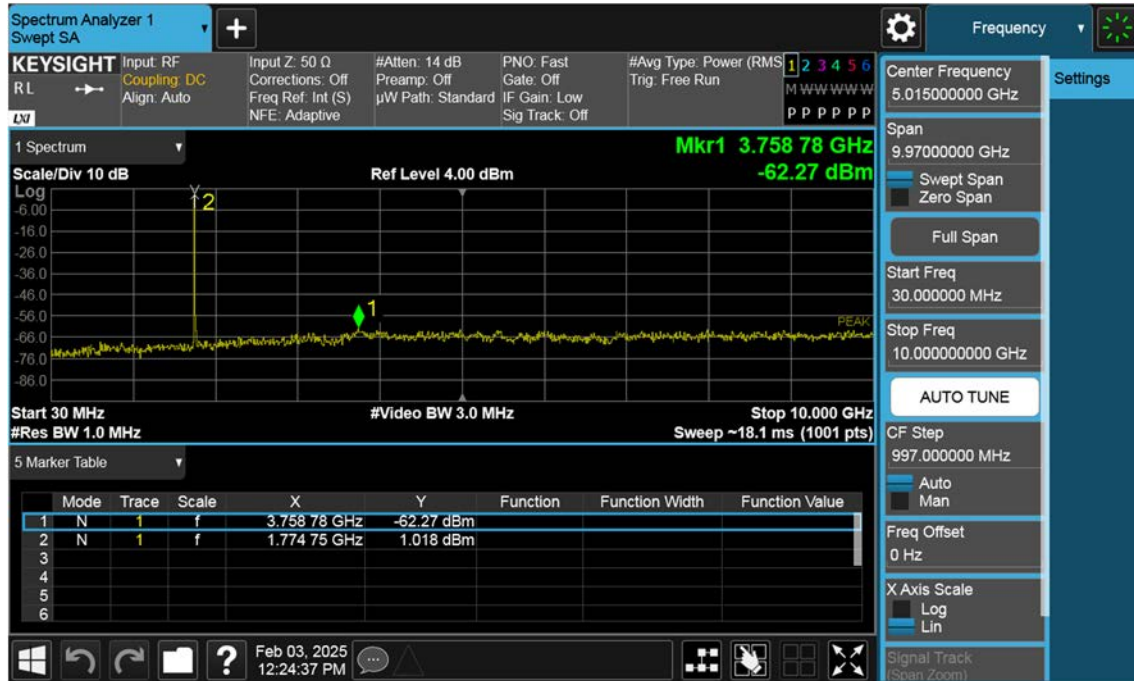 Spectrum Analyzer 1
Swept SA
+
Frequency
KEYSIGHT
R L
LXI
Input: RF
Coupling: DC
Align: Auto
Input Z: 50 Ω
Corrections: Off
Freq Ref: Int (S)
NFE: Adaptive
#Atten: 14 dB
Preamp: Off
µW Path: Standard
PNO: Fast
Gate: Off
IF Gain: Low
Sig Track: Off
#Avg Type: Power (RMS
Trig: Free Run
1 2 3 4 5 6
M W W W W W
P P P P P P
1 Spectrum
Mkr1 3.758 78 GHz
Scale/Div 10 dB
Ref Level 4.00 dBm
-62.27 dBm
Log
-6.00
-16.0
-26.0
-36.0
-46.0
-56.0
-66.0
-76.0
-86.0
2
1
PEAK
Start 30 MHz
#Video BW 3.0 MHz
Stop 10.000 GHz
#Res BW 1.0 MHz
Sweep ~18.1 ms (1001 pts)
5 Marker Table
Mode Trace Scale X Y Function Function Width Function Value
1 N 1 f 3.758 78 GHz -62.27 dBm
2 N 1 f 1.774 75 GHz 1.018 dBm
3
4
5
6
?
Feb 03, 2025
12:24:37 PM
Center Frequency
5.015000000 GHz
Settings
Span
9.97000000 GHz
Swept Span
Zero Span
Full Span
Start Freq
30.000000 MHz
Stop Freq
10.000000000 GHz
AUTO TUNE
CF Step
997.000000 MHz
Auto
Man
Freq Offset
0 Hz
X Axis Scale
Log
Lin
Signal Track
(Span Zoom)